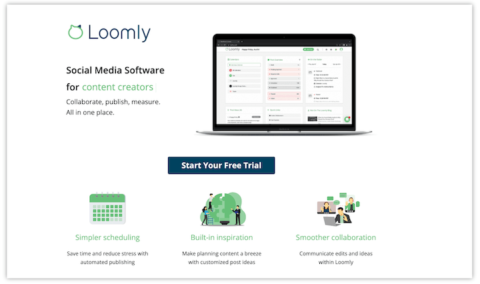 Loomly
Social Media Software
for content creators
Collaborate, publish, measure.
All in one place.
Start Your Free Trial
Simpler scheduling
Built-in inspiration
Smoother collaboration
Save time and reduce stress with
automated publishing
Make planning content a breeze
with customized post ideas
Communicate edits and ideas
within Loomly